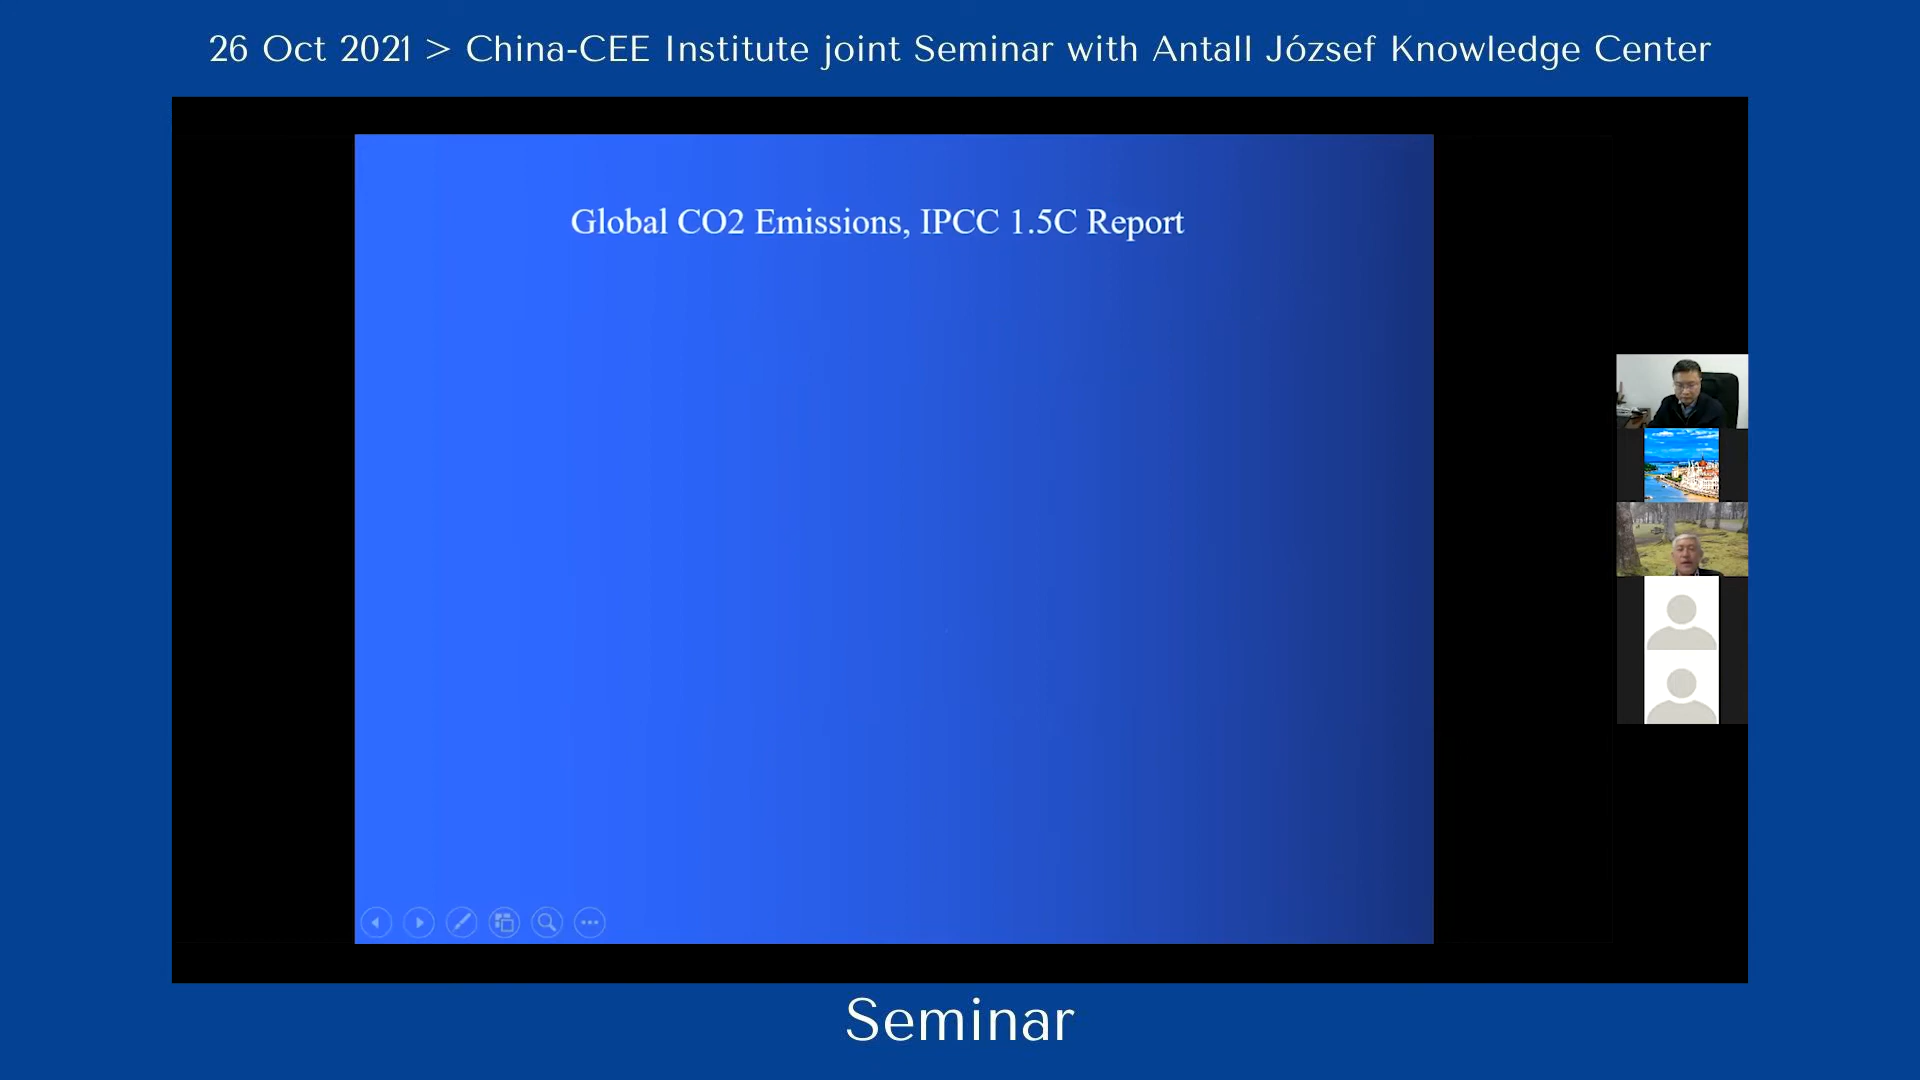 26 Oct 2021 > China-CEE Institute joint Seminar with Antall József Knowledge Center
Global CO2 Emissions, IPCC 1.5C Report
Seminar